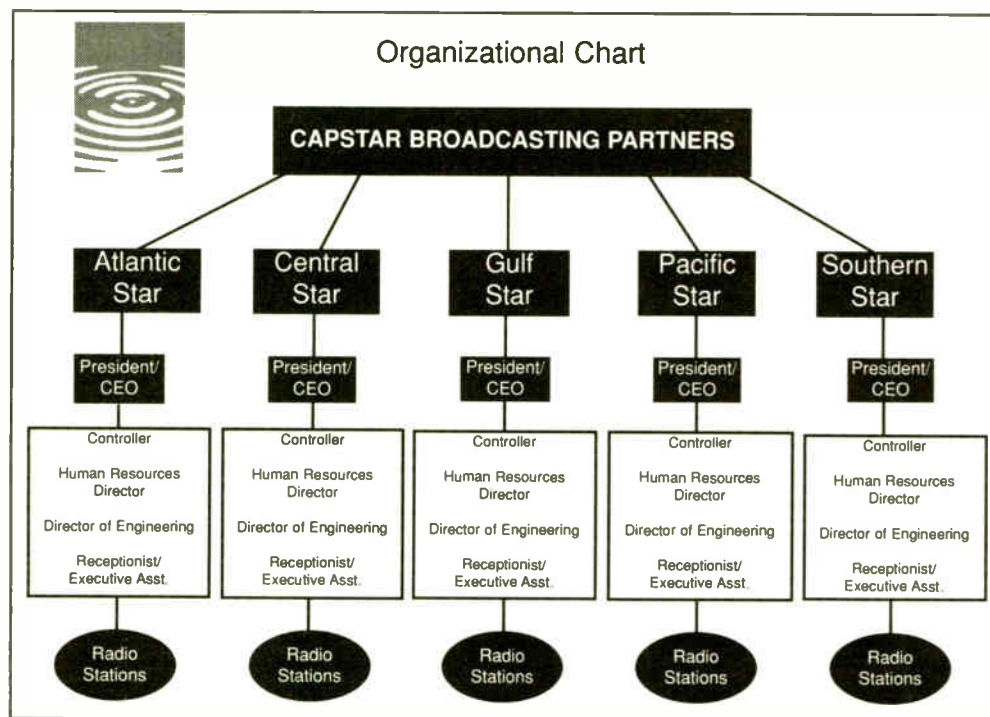 Organizational Chart
CAPSTAR BROADCASTING PARTNERS
Atlantic
Star
Central
Star
Gulf
Star
Pacific
Star
Southern
Star
President/
CEO
President/
CEO
President/
CEO
President/
CEO
President/
CEO
Controller
Human Resources
Director
Director of Engineering
Receptionist/
Executive Asst.
Controller
Human Resources
Director
Director of Engineering
Receptionist/
Executive Asst.
Controller
Human Resources
Director
Director of Engineering
Receptionist/
Executive Asst.
Controller
Human Resources
Director
Director of Engineering
Receptionist/
Executive Asst.
Controller
Human Resources
Director
Director of Engineering
Receptionist/
Executive Asst.
Radio
Stations
Radio
Stations
Radio
Stations
Radio
Stations
Radio
Stations